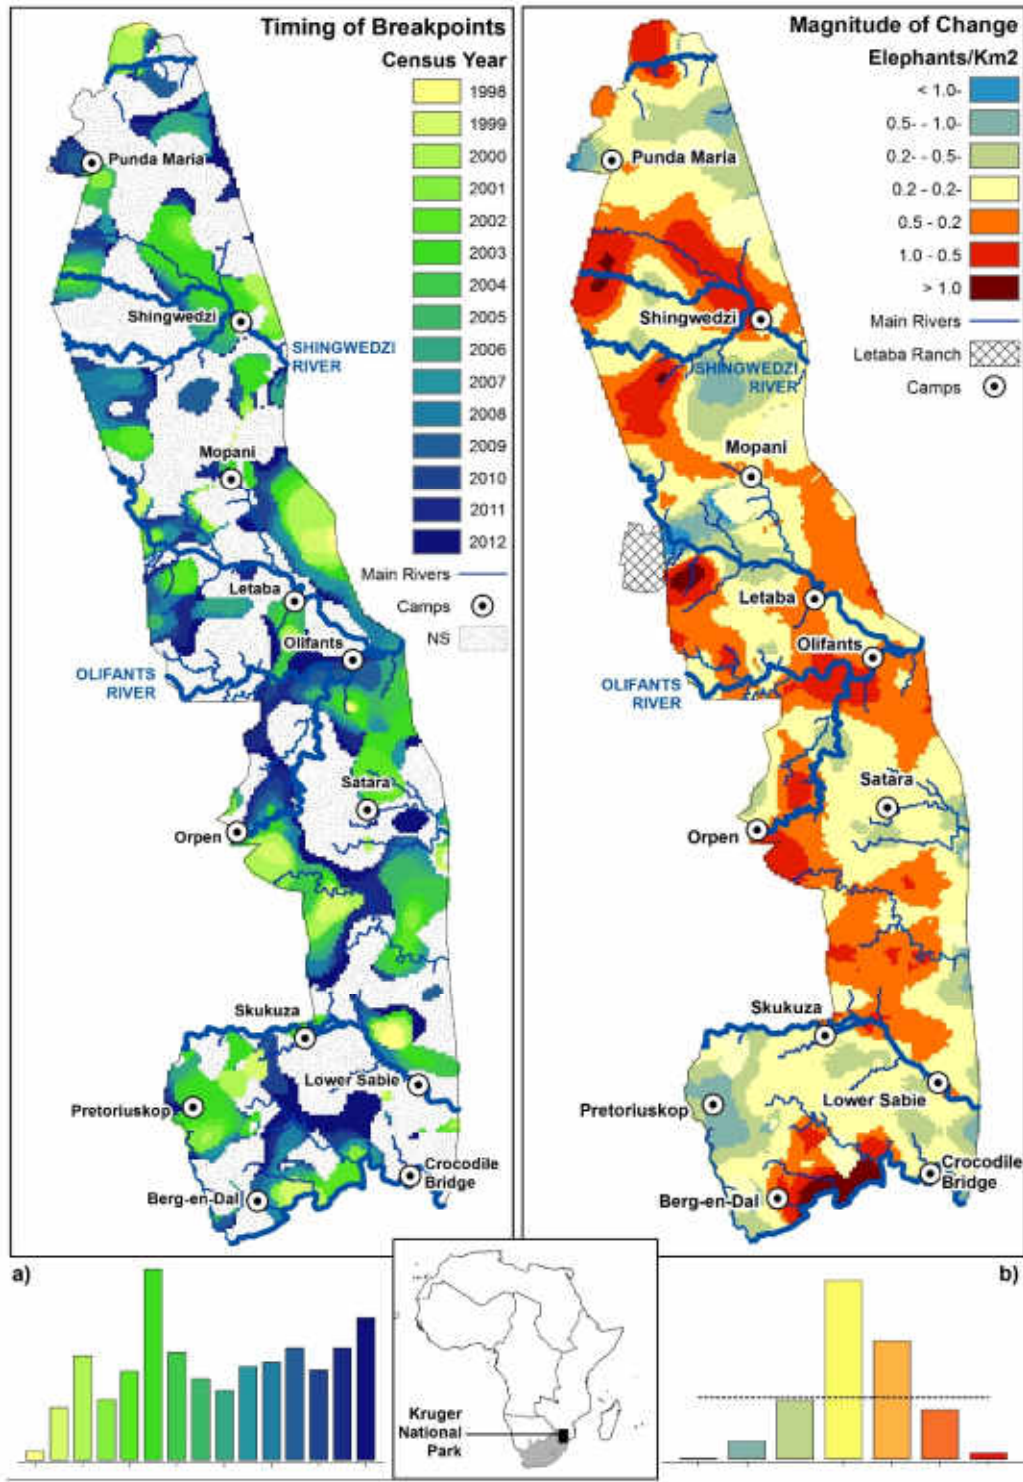 Timing of Breakpoints
Census Year
1998
1999
2000
2001
2002
2003
2004
2005
2006
2007
2008
2009
2010
2011
2012
Main Rivers
Camps
NS
Punda Maria
Shingwedzi
SHINGWEDZI
RIVER
Mopani
Letaba
Olifants
OLIFANTS
RIVER
Satara
Orpen
Skukuza
Lower Sabie
Pretoriuskop
Crocodile
Bridge
Berg-en-Dal
Magnitude of Change
Elephants/Km2
< 1.0-
0.5- - 1.0-
0.2- - 0.5-
0.2 - 0.2-
0.5 - 0.2
1.0 - 0.5
> 1.0
Main Rivers
Letaba Ranch
Camps
Punda Maria
Shingwedzi
SHINGWEDZI
RIVER
Mopani
Letaba
Olifants
OLIFANTS
RIVER
Satara
Orpen
Skukuza
Lower Sabie
Pretoriuskop
Crocodile
Bridge
Berg-en-Dal
a)
Kruger
National
Park
b)